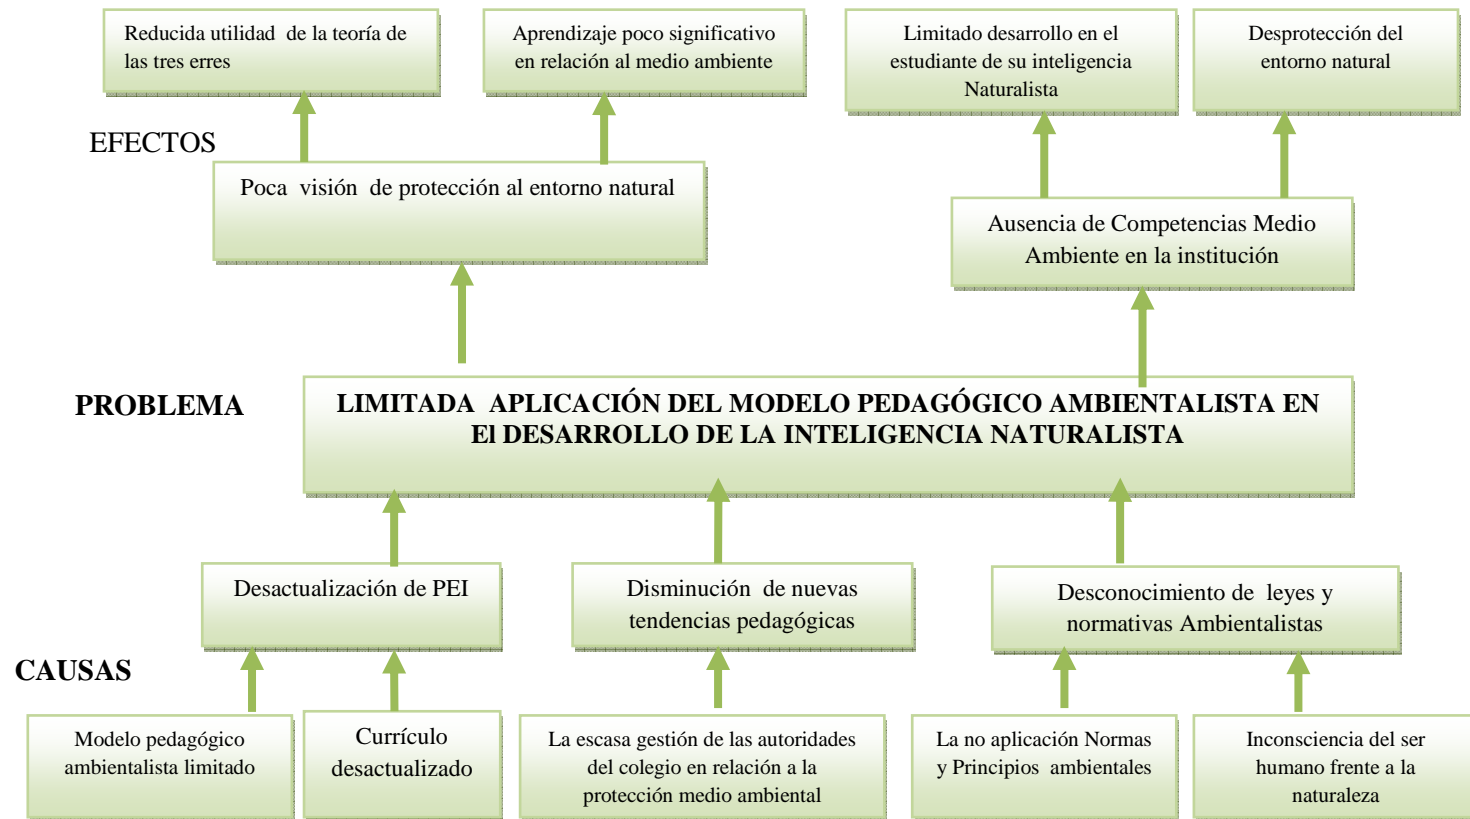 Reducida utilidad de la teoría de
las tres erres
Aprendizaje poco significativo
en relación al medio ambiente
Limitado desarrollo en el
estudiante de su inteligencia
Naturalista
Desprotección del
entorno natural
EFECTOS
Poca visión de protección al entorno natural
Ausencia de Competencias Medio
Ambiente en la institución
PROBLEMA
LIMITADA APLICACIÓN DEL MODELO PEDAGÓGICO AMBIENTALISTA EN
El DESARROLLO DE LA INTELIGENCIA NATURALISTA
Desactualización de PEI
Disminución de nuevas
tendencias pedagógicas
Desconocimiento de leyes y
normativas Ambientalistas
CAUSAS
Modelo pedagógico
ambientalista limitado
Currículo
desactualizado
La escasa gestión de las autoridades
del colegio en relación a la
protección medio ambiental
La no aplicación Normas
y Principios ambientales
Inconsciencia del ser
humano frente a la
naturaleza